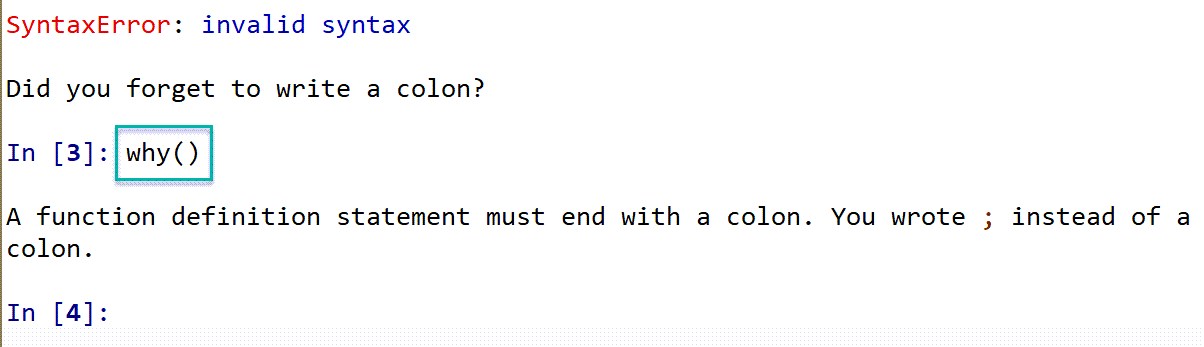 SyntaxError: invalid syntax
Did you forget to write a colon?
In [3]: why()
A function definition statement must end with a colon. You wrote ; instead of a
colon.
In [4]: